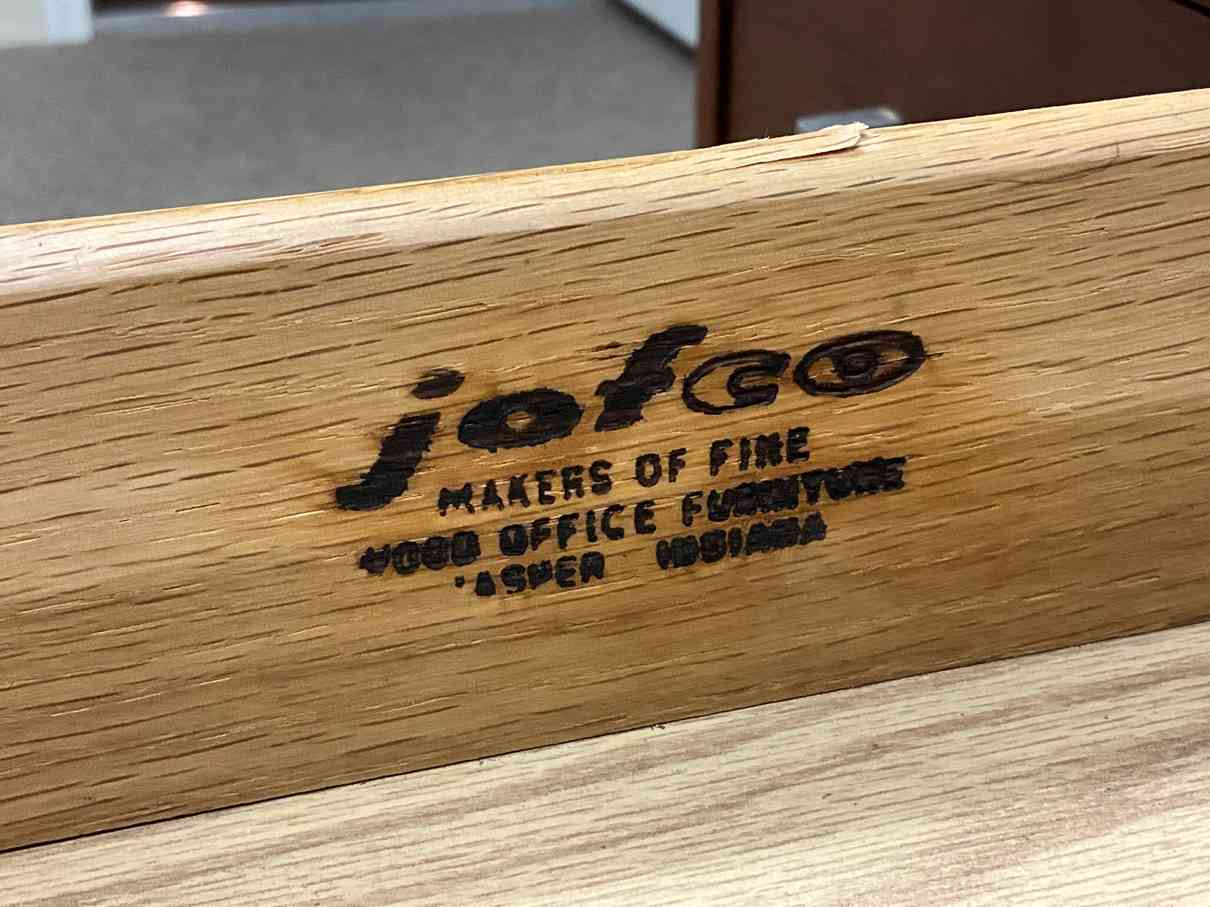 jofco
MAKERS OF FINE
WOOD OFFICE FURNITURE
JASPER INDIANA